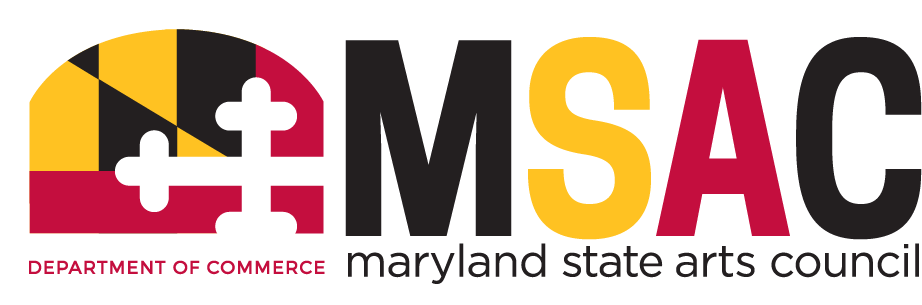 MSAC
DEPARTMENT OF COMMERCE
maryland state arts council